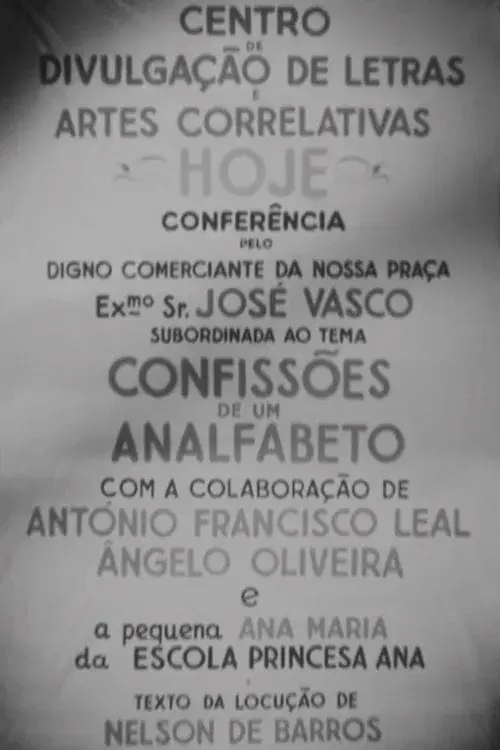 CENTRO
DE
DIVULGAÇÃO DE LETRAS
E
ARTES CORRELATIVAS
HOJE
CONFERÊNCIA
PELO
DIGNO COMERCIANTE DA NOSSA PRAÇA
Exmo Sr. JOSÉ VASCO
SUBORDINADA AO TEMA
CONFISSÕES
DE UM
ANALFABETO
COM A COLABORAÇÃO DE
ANTÓNIO FRANCISCO LEAL
ÂNGELO OLIVEIRA
e
a pequena ANA MARIA
da ESCOLA PRINCESA ANA
TEXTO DA LOCUÇÃO DE
NELSON DE BARROS